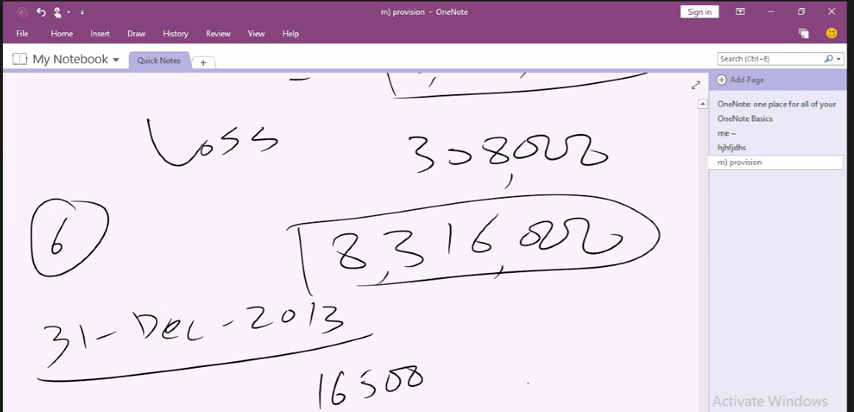 m) provision - OneNote
Sign in
File Home Insert Draw History Review View Help
My Notebook
Quick Notes
Search (Ctrl+E)
Add Page
OneNote: one place for all of your
OneNote Basics
me ~
hjhfjdhs
m) provision
Loss 308,000
6 8,316,000
31-Dec-2013
16500
Activate Windows